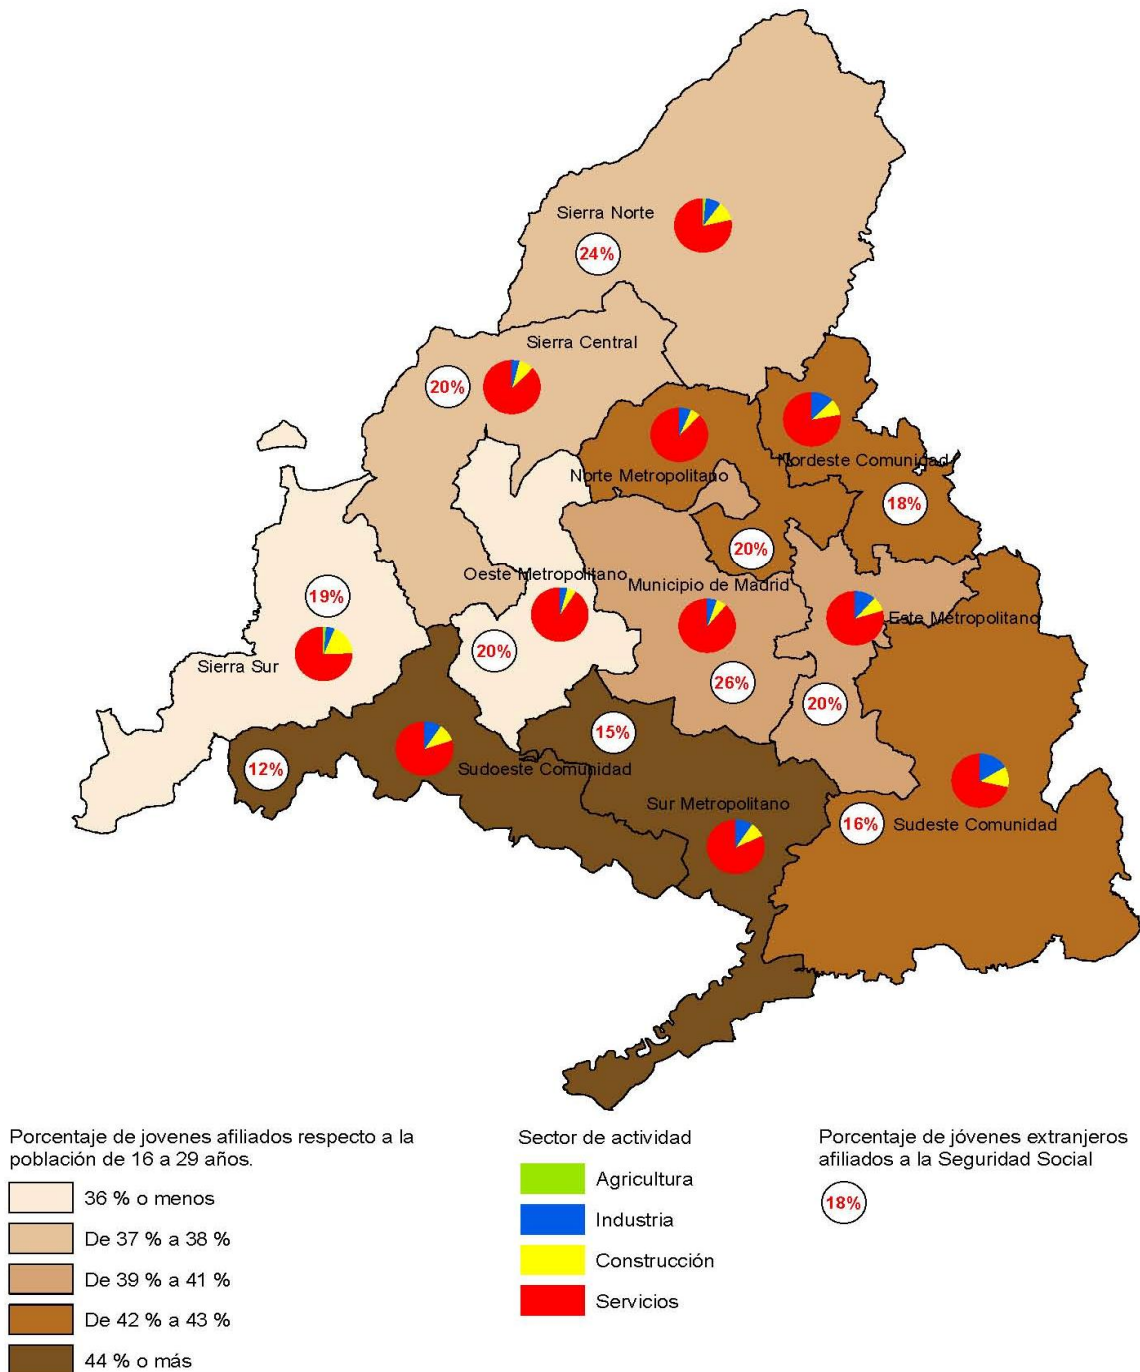 Sierra Norte
24%
Sierra Central
20%
Nordeste Comunidad
Norte Metropolitano
18%
20%
Oeste Metropolitano
Municipio de Madrid
19%
Este Metropolitano
Sierra Sur
20%
26%
20%
15%
12%
Sudoeste Comunidad
Sur Metropolitano
16%
Sudeste Comunidad
Porcentaje de jovenes afiliados respecto a la
población de 16 a 29 años.
36 % o menos
De 37 % a 38 %
De 39 % a 41 %
De 42 % a 43 %
44 % o más
Sector de actividad
Agricultura
Industria
Construcción
Servicios
Porcentaje de jóvenes extranjeros
afiliados a la Seguridad Social
18%